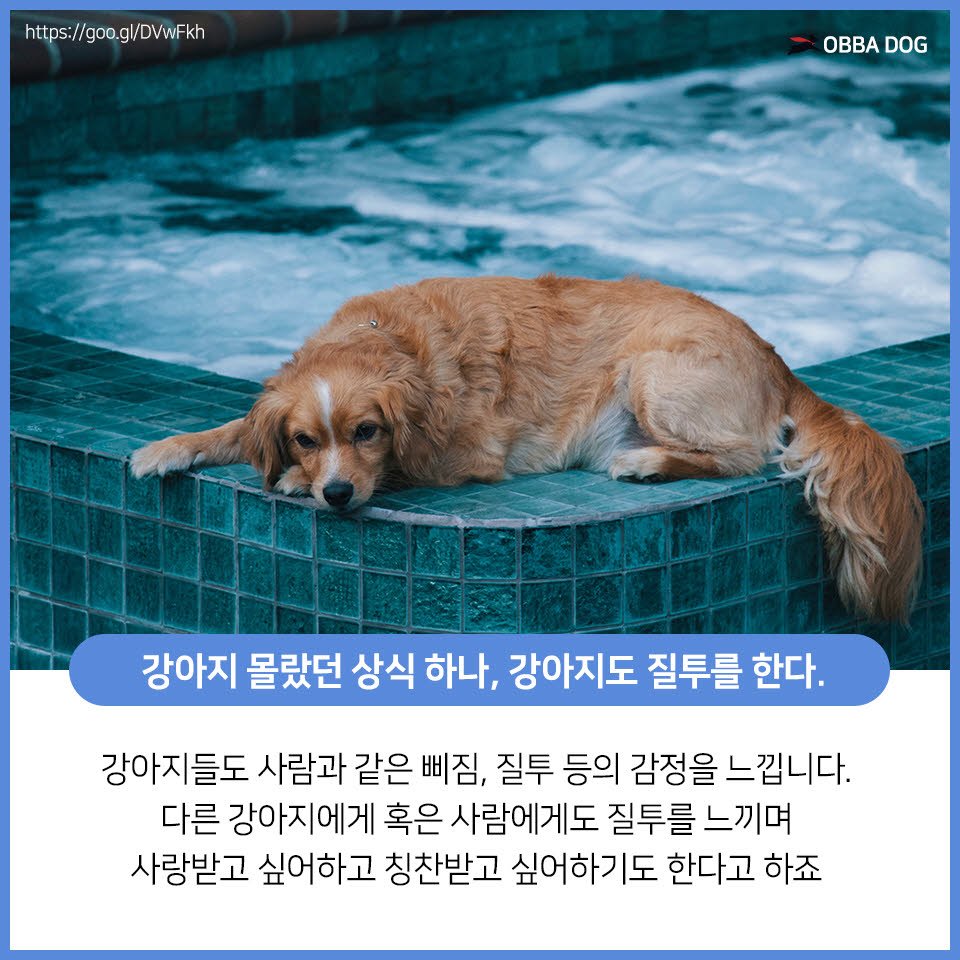 https://goo.gl/DVwFkh
OBBA DOG
강아지 몰랐던 상식 하나, 강아지도 질투를 한다.
강아지들도 사람과 같은 삐짐, 질투 등의 감정을 느낍니다.
다른 강아지에게 혹은 사람에게도 질투를 느끼며
사랑받고 싶어하고 칭찬받고 싶어하기도 한다고 하죠